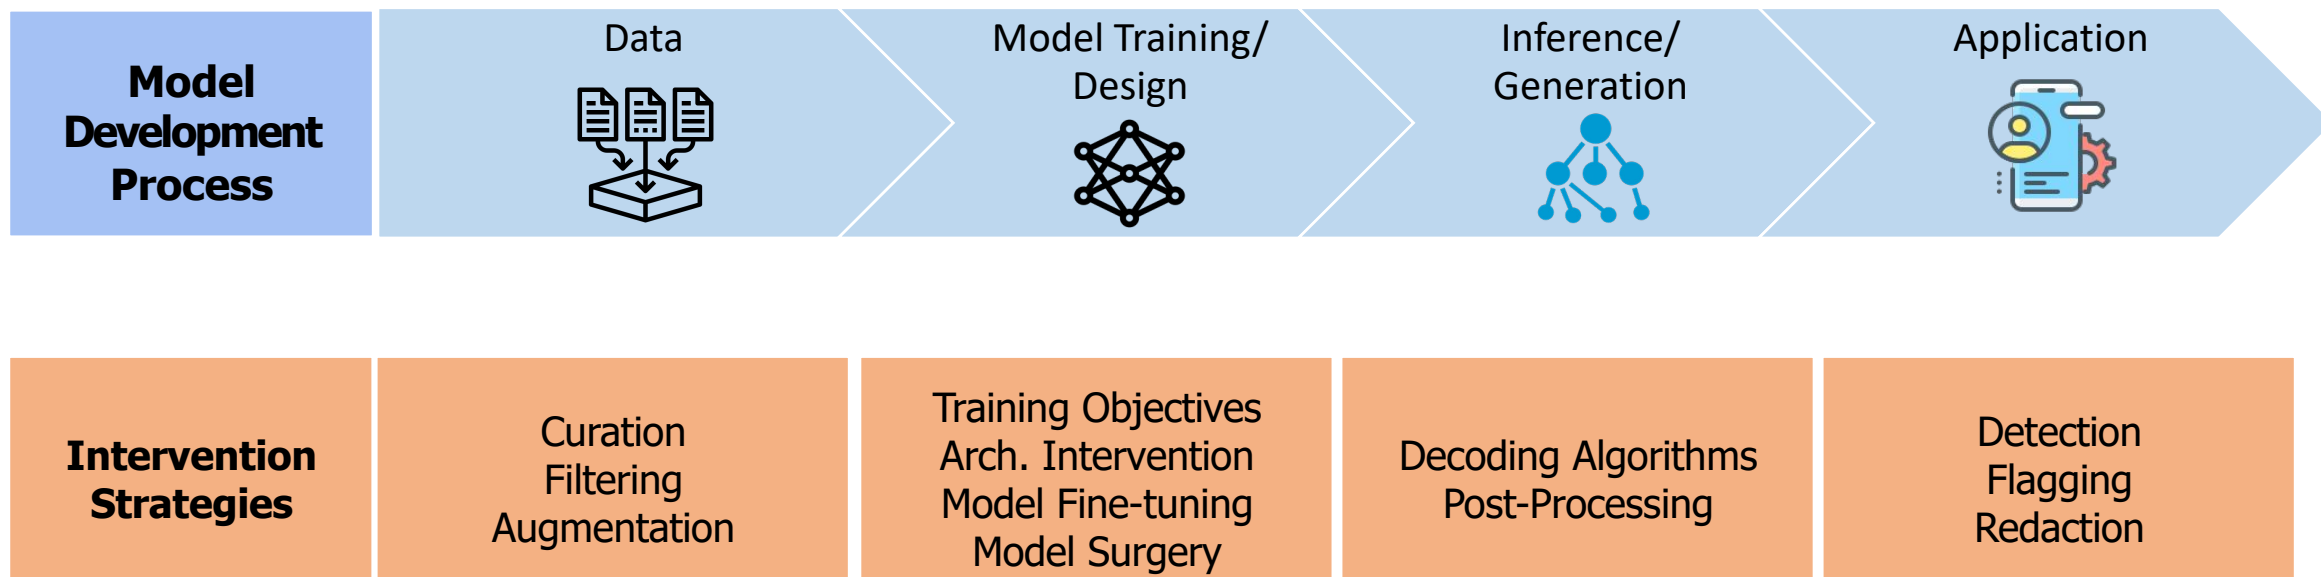 Model
Development
Process
Data
Model Training/
Design
Inference/
Generation
Application
Intervention
Strategies
Curation
Filtering
Augmentation
Training Objectives
Arch. Intervention
Model Fine-tuning
Model Surgery
Decoding Algorithms
Post-Processing
Detection
Flagging
Redaction